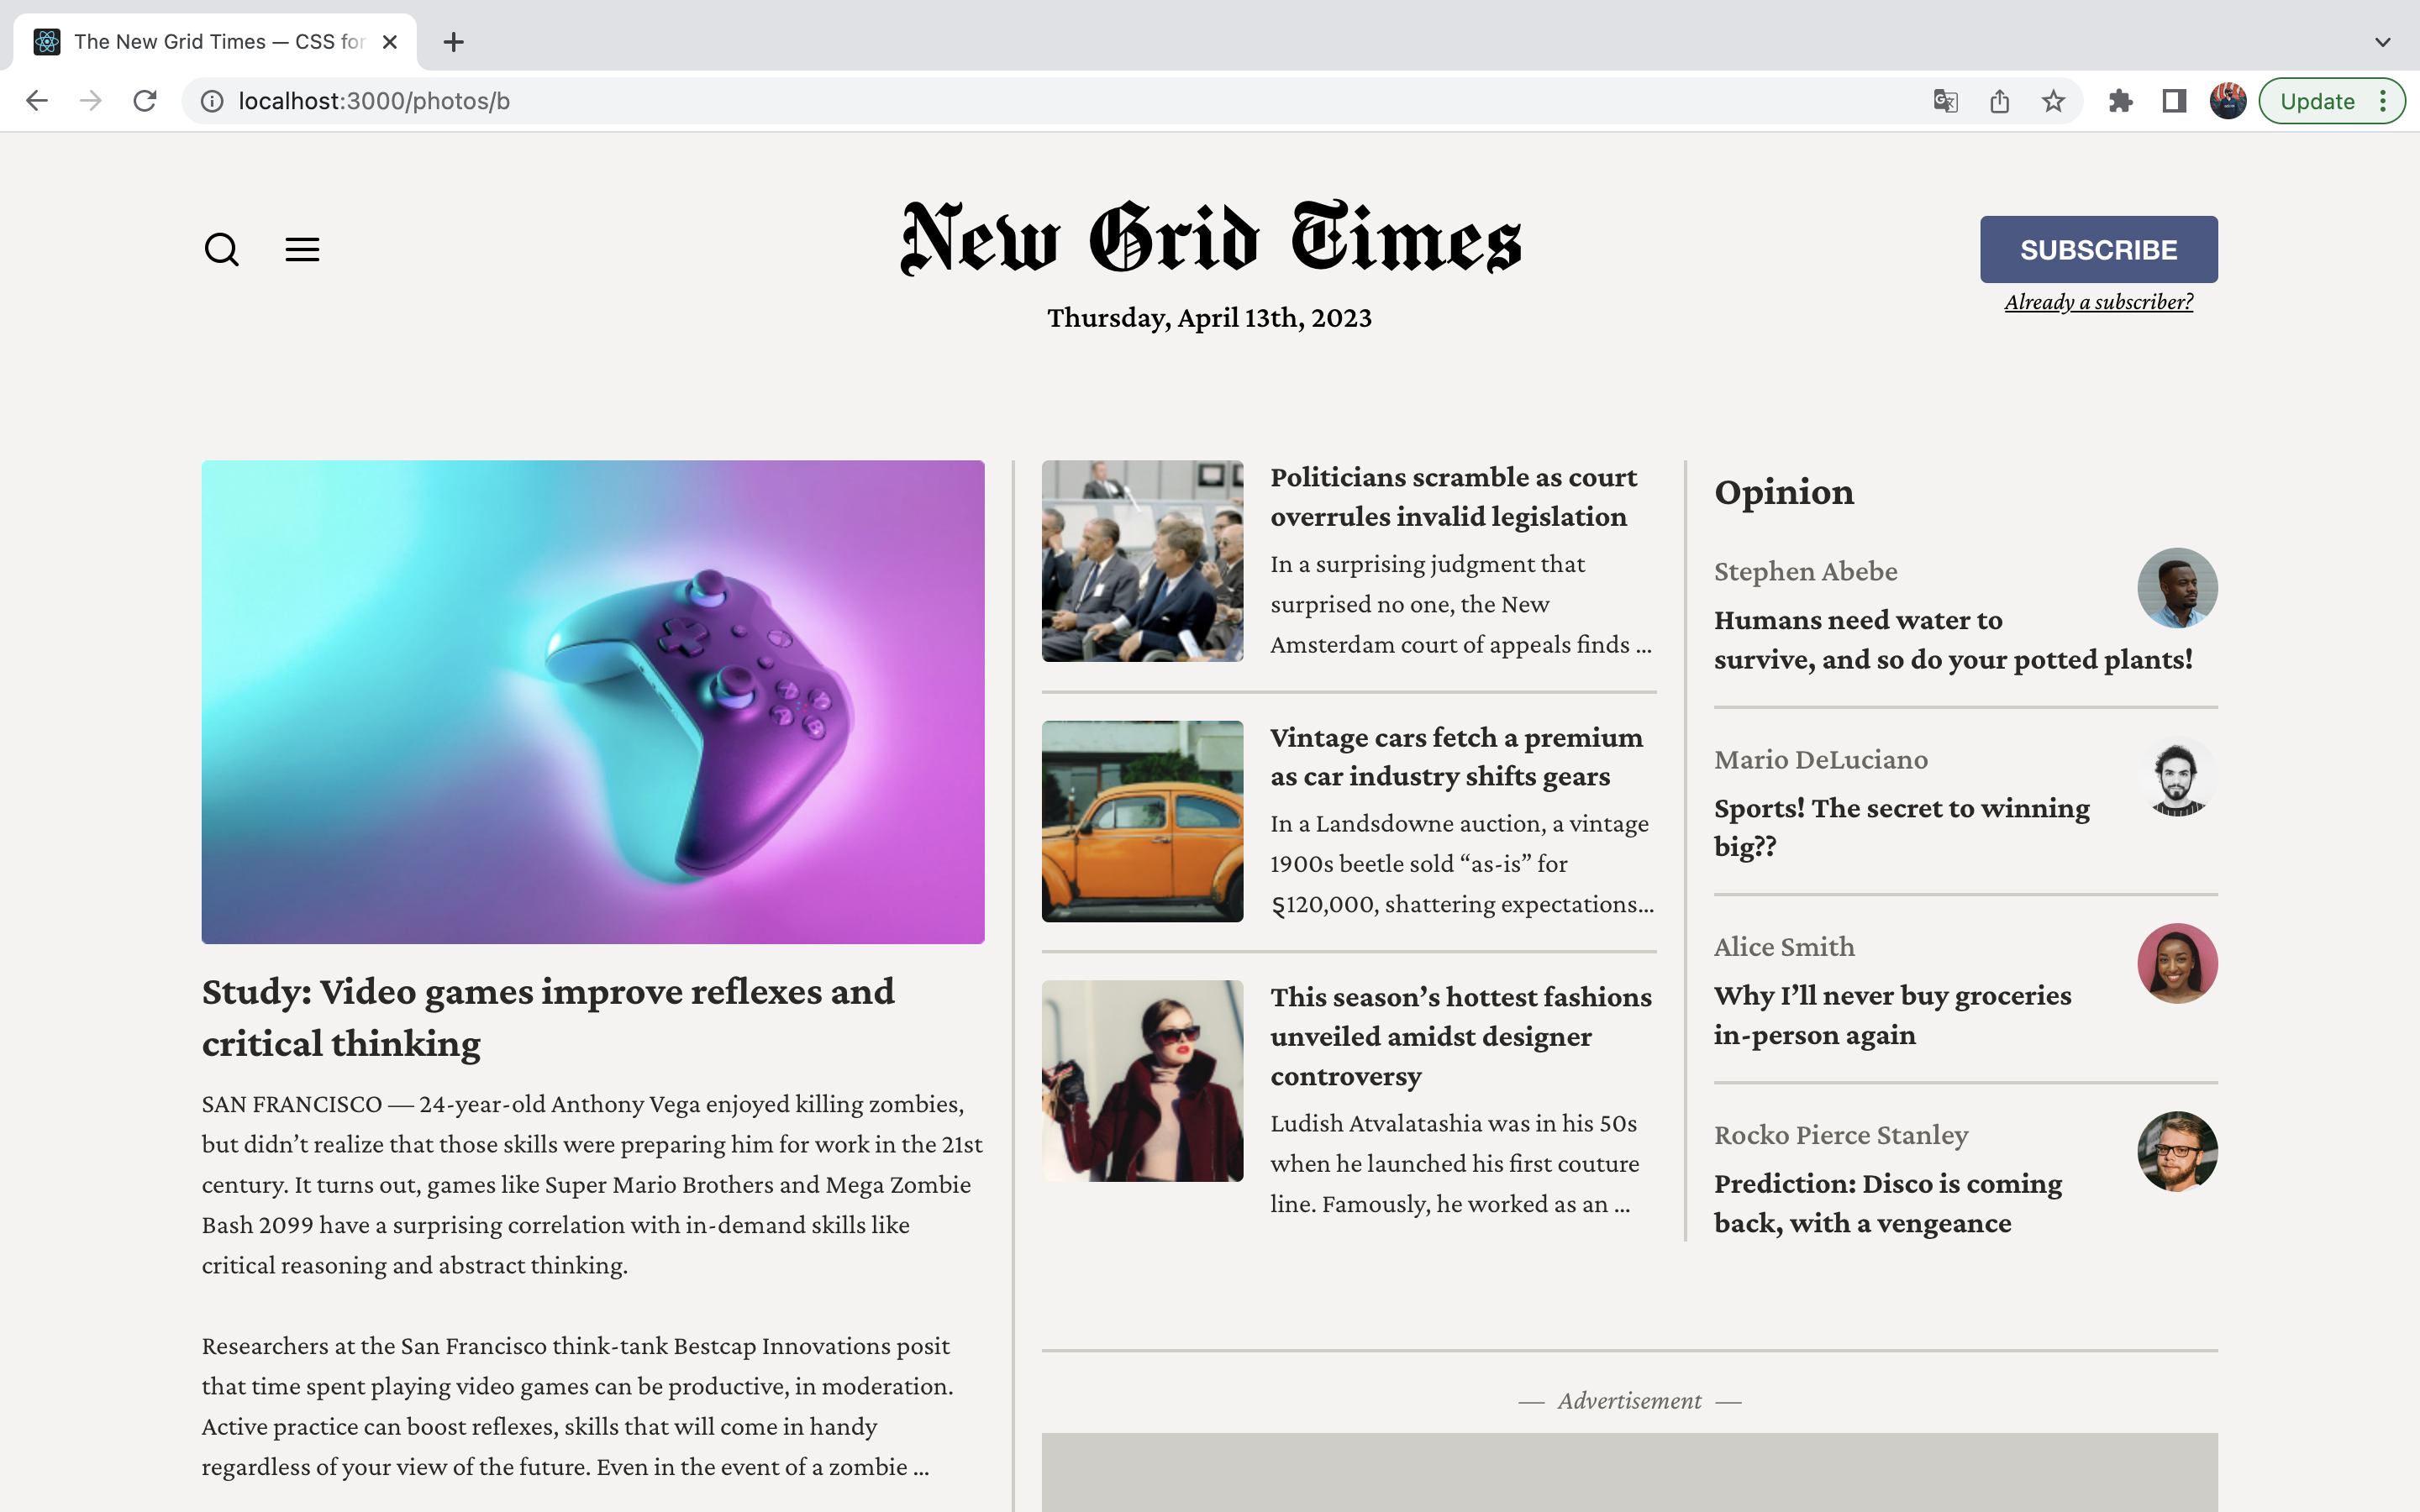 The New Grid Times — CSS for
localhost:3000/photos/b
Update
New Grid Times
Thursday, April 13th, 2023
SUBSCRIBE
Already a subscriber?
Study: Video games improve reflexes and
critical thinking
SAN FRANCISCO — 24-year-old Anthony Vega enjoyed killing zombies,
but didn’t realize that those skills were preparing him for work in the 21st
century. It turns out, games like Super Mario Brothers and Mega Zombie
Bash 2099 have a surprising correlation with in-demand skills like
critical reasoning and abstract thinking.
Researchers at the San Francisco think-tank Bestcap Innovations posit
that time spent playing video games can be productive, in moderation.
Active practice can boost reflexes, skills that will come in handy
regardless of your view of the future. Even in the event of a zombie ...
Politicians scramble as court
overrules invalid legislation
In a surprising judgment that
surprised no one, the New
Amsterdam court of appeals finds ...
Vintage cars fetch a premium
as car industry shifts gears
In a Landsdowne auction, a vintage
1900s beetle sold “as-is” for
$120,000, shattering expectations...
This season’s hottest fashions
unveiled amidst designer
controversy
Ludish Atvalatashia was in his 50s
when he launched his first couture
line. Famously, he worked as an ...
Opinion
Stephen Abebe
Humans need water to
survive, and so do your potted plants!
Mario DeLuciano
Sports! The secret to winning
big??
Alice Smith
Why I’ll never buy groceries
in-person again
Rocko Pierce Stanley
Prediction: Disco is coming
back, with a vengeance
— Advertisement —